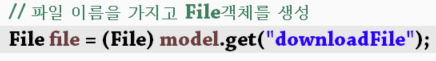 // 파일 이름을 가지고 File객체를 생성
File file = (File) model.get("downloadFile");